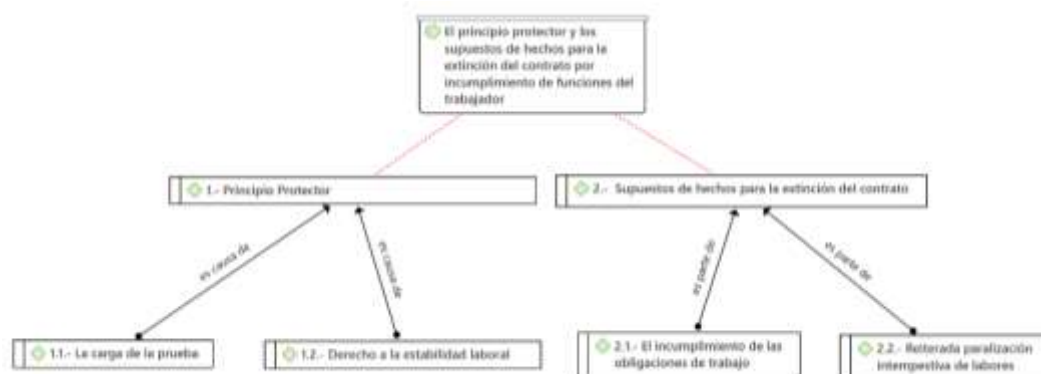 El principio protector y los
supuestos de hechos para la
extinción del contrato por
incumplimiento de funciones del
trabajador
1.- Principio Protector
2.- Supuestos de hechos para la extinción del contrato
es causa de
es causa de
es parte de
es parte de
1.1.- La carga de la prueba
1.2.- Derecho a la estabilidad laboral
2.1.- El incumplimiento de las
obligaciones de trabajo
2.2.- Reiterada paralización
intempestiva de labores